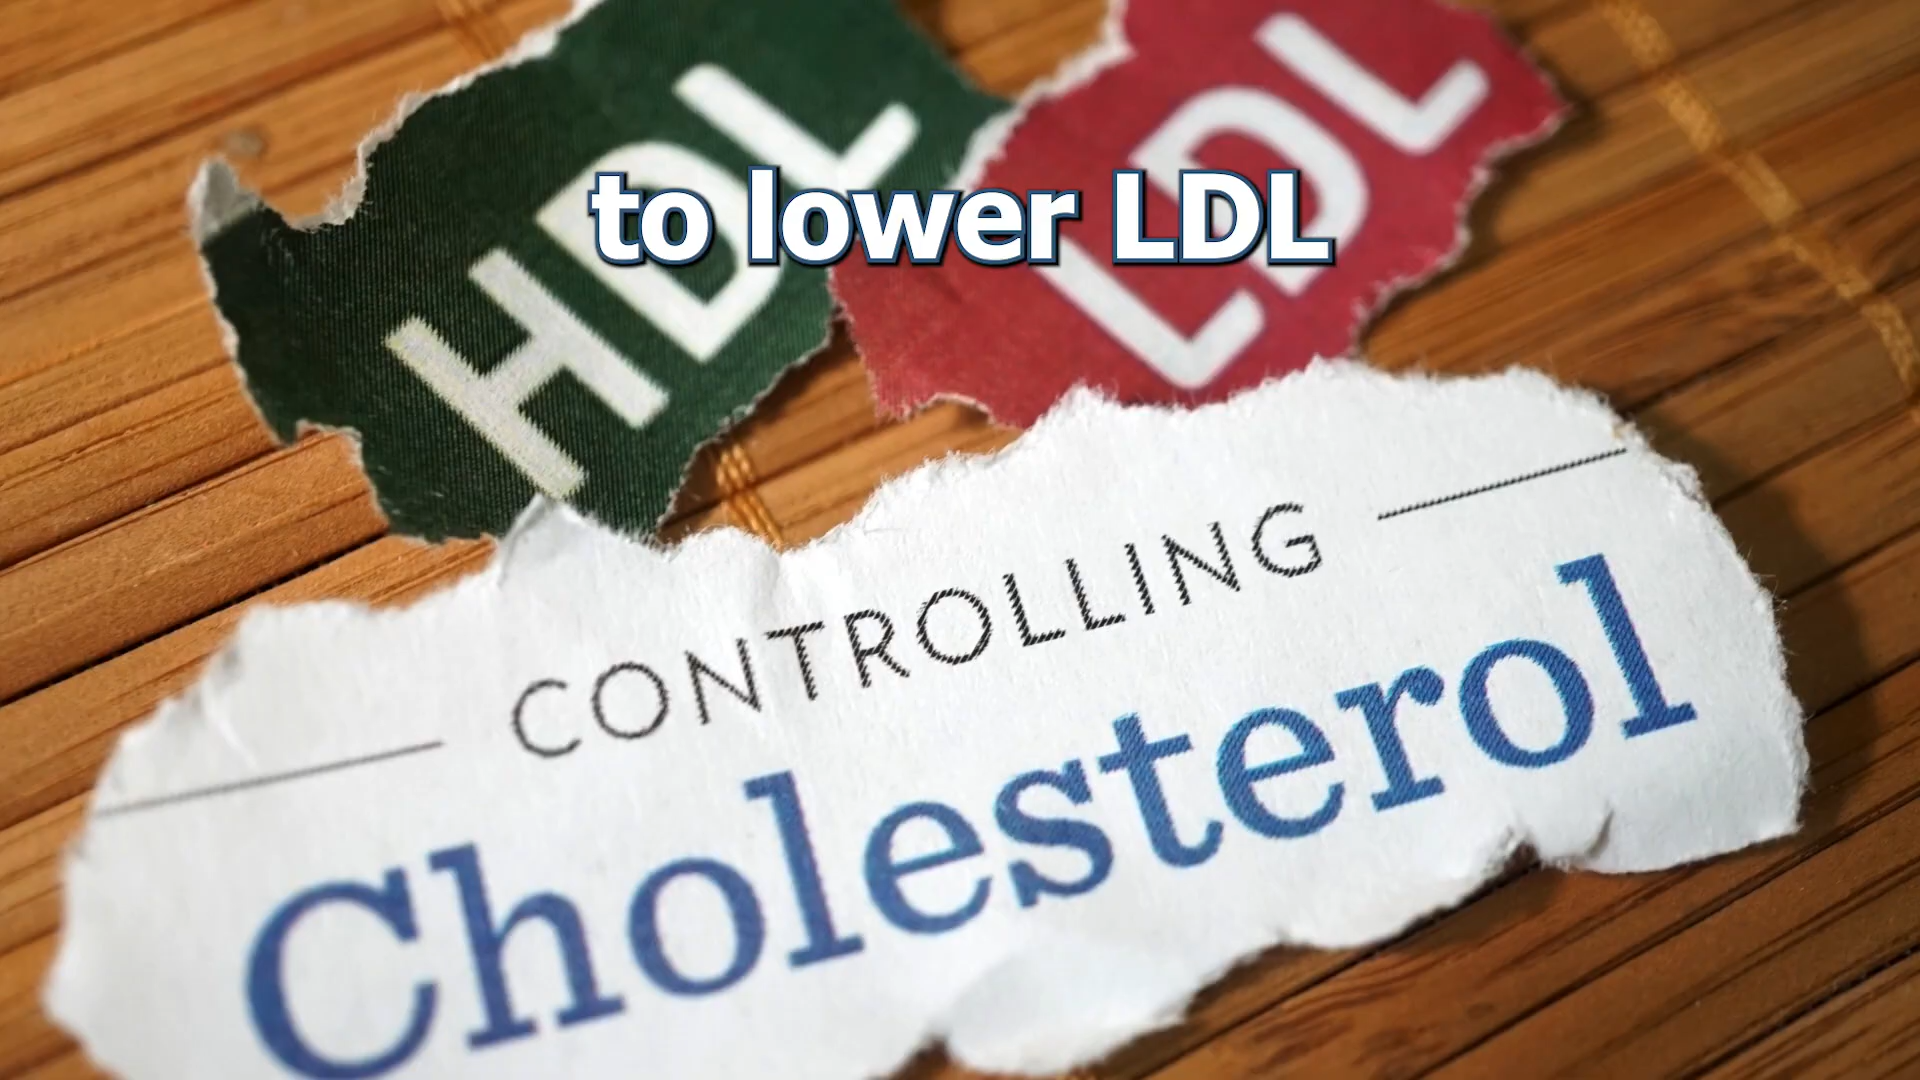 HDL
LDL
to lower LDL
CONTROLLING
Cholesterol